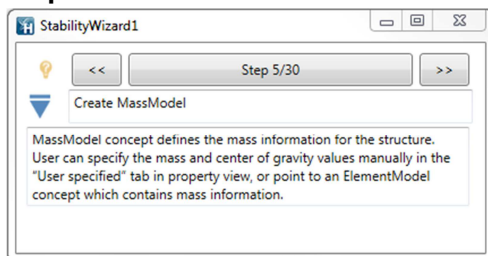 StabilityWizard1
<< Step 5/30 >>
Create MassModel
MassModel concept defines the mass information for the structure.
User can specify the mass and center of gravity values manually in the
"User specified" tab in property view, or point to an ElementModel
concept which contains mass information.